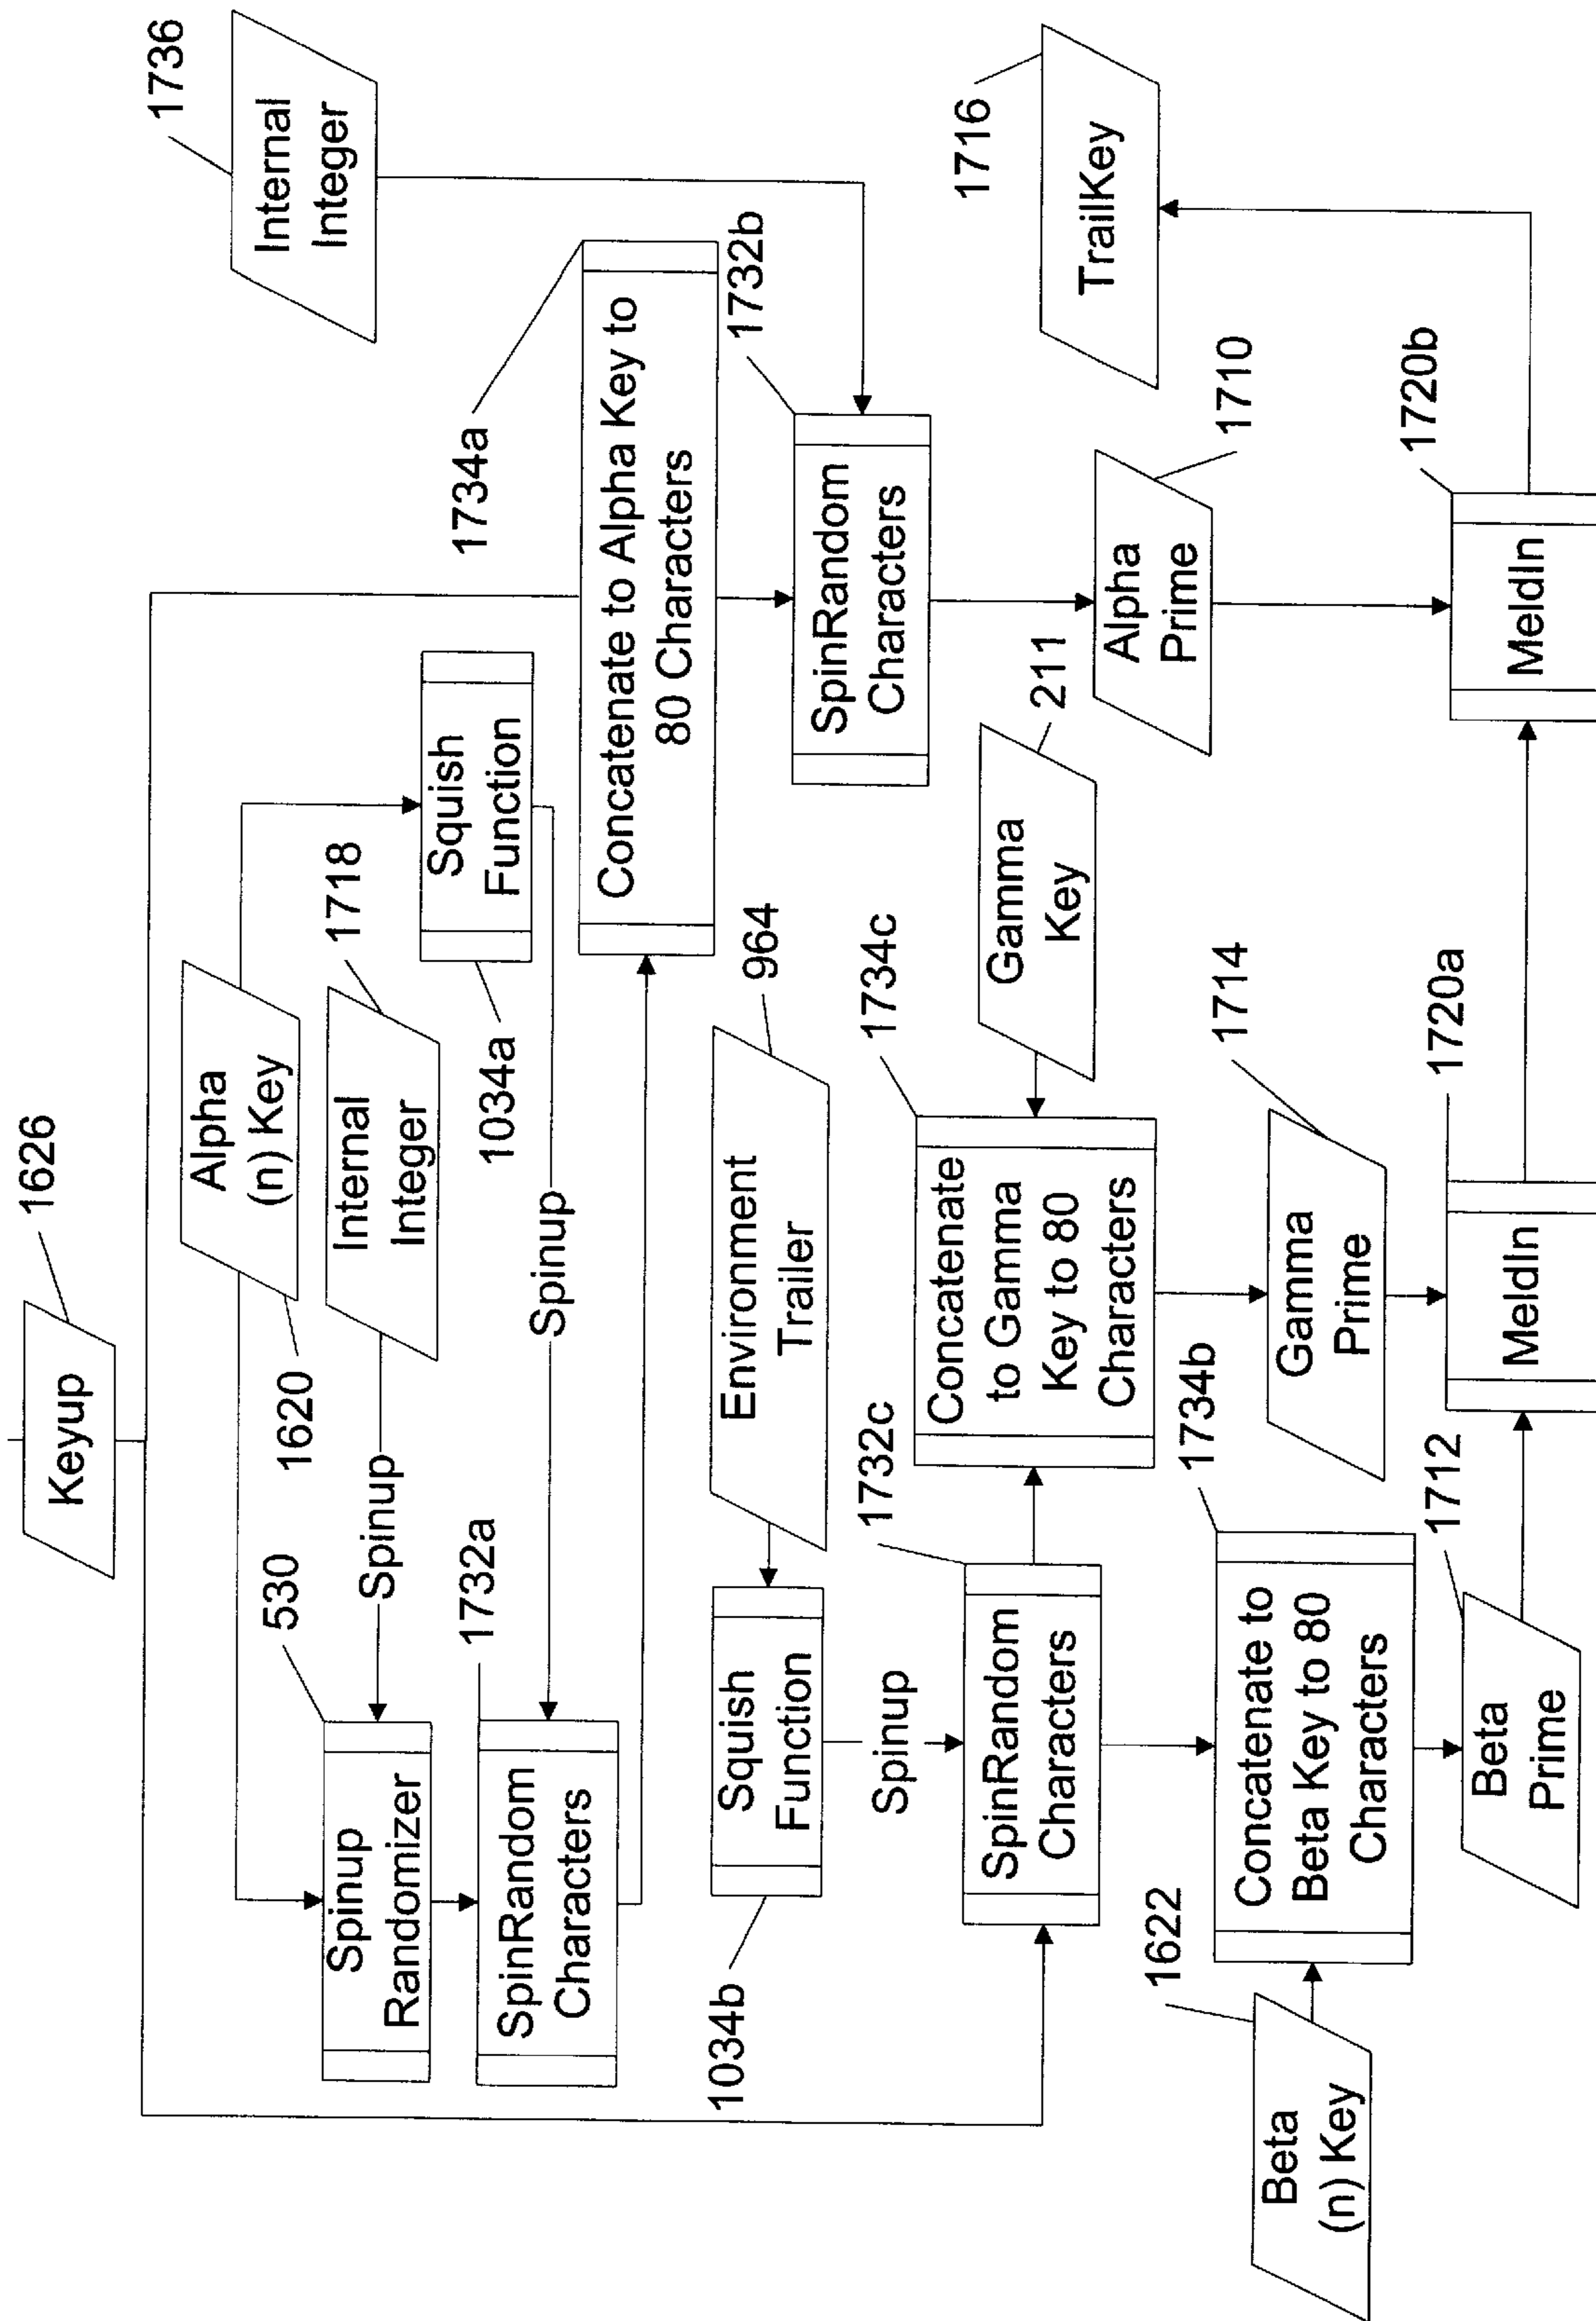 1626
Keyup
1736
Internal
Integer
Alpha
(n) Key
1620
Internal
Integer
1718
530
Spinup
Spinup
Randomizer
Squish
Function
1034a
Spinup
1732a
SpinRandom
Characters
1734a
Concatenate to Alpha Key to
80 Characters
1732b
SpinRandom
Characters
Environment
Trailer
964
Squish
Function
1034b
Spinup
1732c
SpinRandom
Characters
1734c
Concatenate
to Gamma
Key to 80
Characters
Gamma
Key
211
Alpha
Prime
1710
1716
TrailKey
1622
Beta
(n) Key
1734b
Concatenate to
Beta Key to 80
Characters
Gamma
Prime
1714
1712
Beta
Prime
1720a
MeldIn
1720b
MeldIn